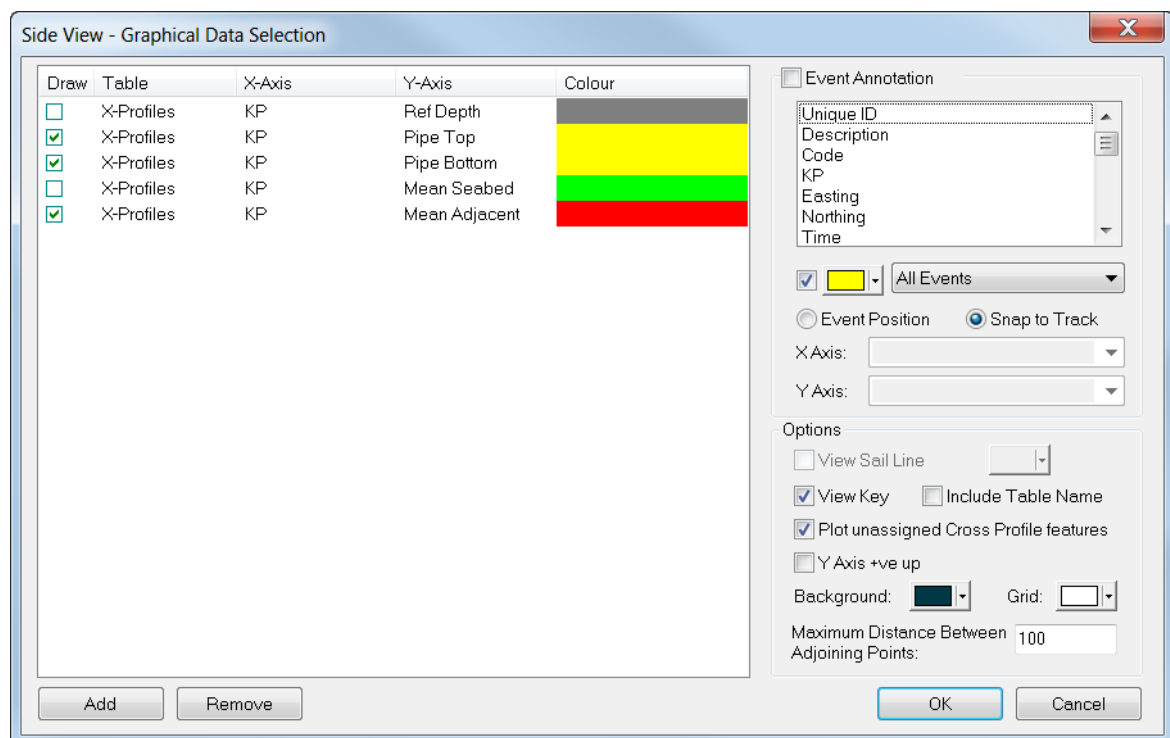 Side View - Graphical Data Selection
Draw Table X-Axis Y-Axis Colour
X-Profiles KP Ref Depth
X-Profiles KP Pipe Top
X-Profiles KP Pipe Bottom
X-Profiles KP Mean Seabed
X-Profiles KP Mean Adjacent
Add Remove
Event Annotation
Unique ID
Description
Code
KP
Easting
Northing
Time
All Events
Event Position Snap to Track
X Axis:
Y Axis:
Options
View Sail Line
View Key Include Table Name
Plot unassigned Cross Profile features
Y Axis +ve up
Background: Grid:
Maximum Distance Between 100
Adjoining Points:
OK Cancel